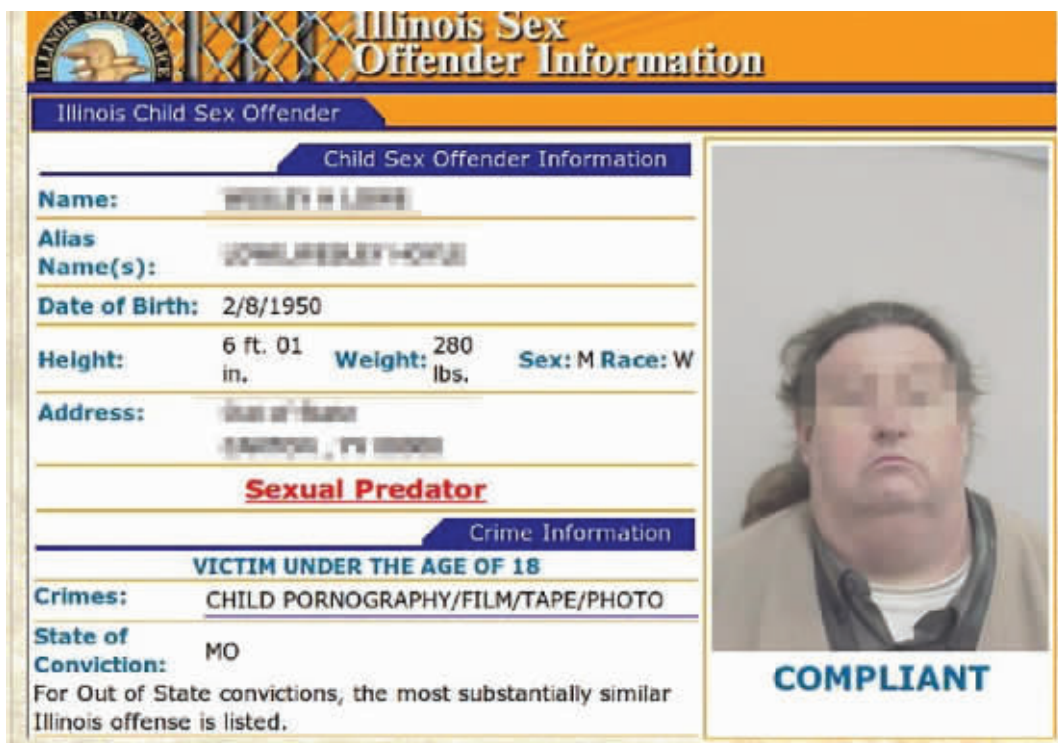 ILLINOIS STATE POLICE
Illinois Sex
Offender Information
Illinois Child Sex Offender
Child Sex Offender Information
Name:
Alias
Name(s):
Date of Birth: 2/8/1950
Height: 6 ft. 01 in. Weight: 280 lbs. Sex: M Race: W
Address:
Sexual Predator
Crime Information
VICTIM UNDER THE AGE OF 18
Crimes: CHILD PORNOGRAPHY/FILM/TAPE/PHOTO
State of
Conviction: MO
For Out of State convictions, the most substantially similar
Illinois offense is listed.
COMPLIANT